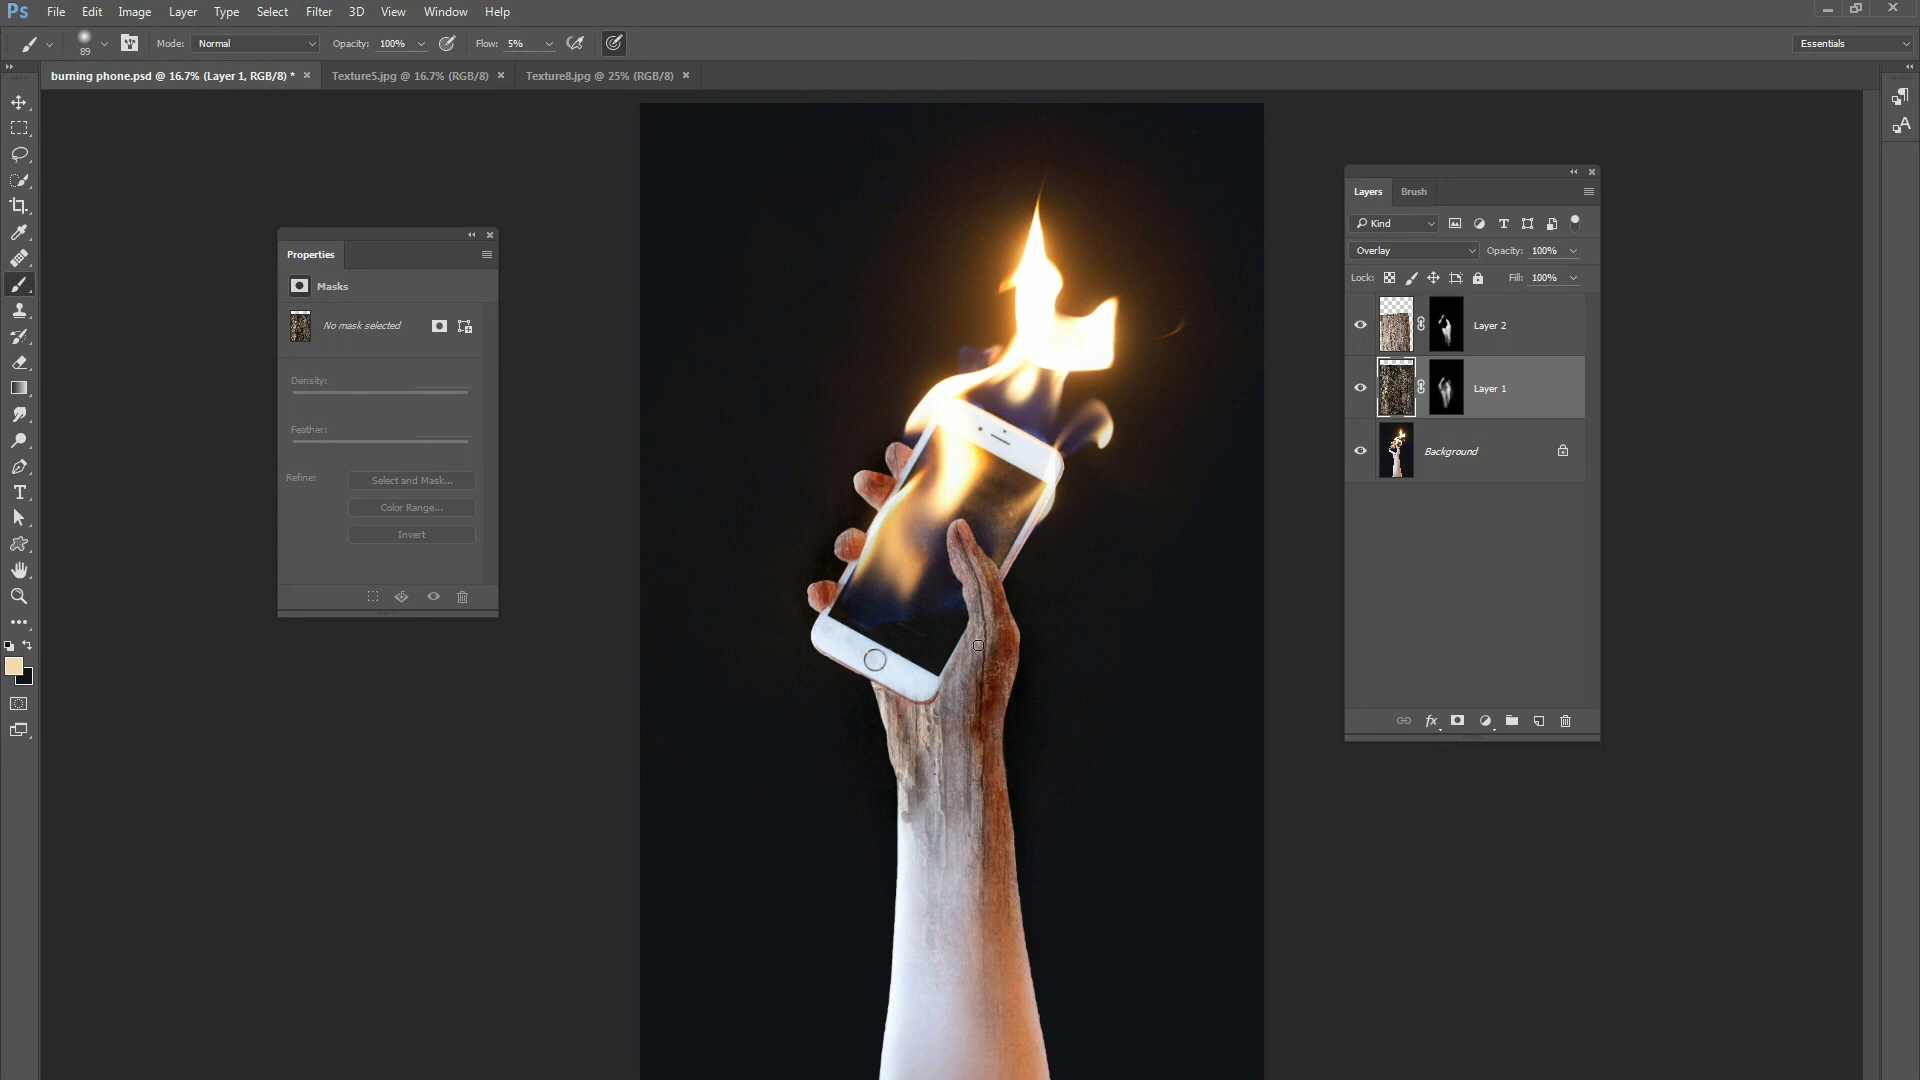 Ps File Edit Image Layer Type Select Filter 3D View Window Help
89 Mode: Normal Opacity: 100% Flow: 5% Essentials
burning phone.psd @ 16.7% (Layer 1, RGB/8) * Texture5.jpg @ 16.7% (RGB/8) Texture8.jpg @ 25% (RGB/8)
Layers Brush
Kind
Overlay Opacity: 100%
Lock: Fill: 100%
Layer 2
Layer 1
Background
Properties
Masks
No mask selected
Density:
Feather:
Refine: Select and Mask...
Color Range...
Invert